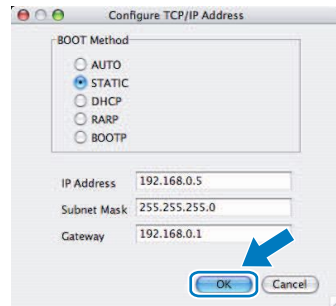 Configure TCP/IP Address
BOOT Method
AUTO
STATIC
DHCP
RARP
BOOTP
IP Address 192.168.0.5
Subnet Mask 255.255.255.0
Gateway 192.168.0.1
OK Cancel